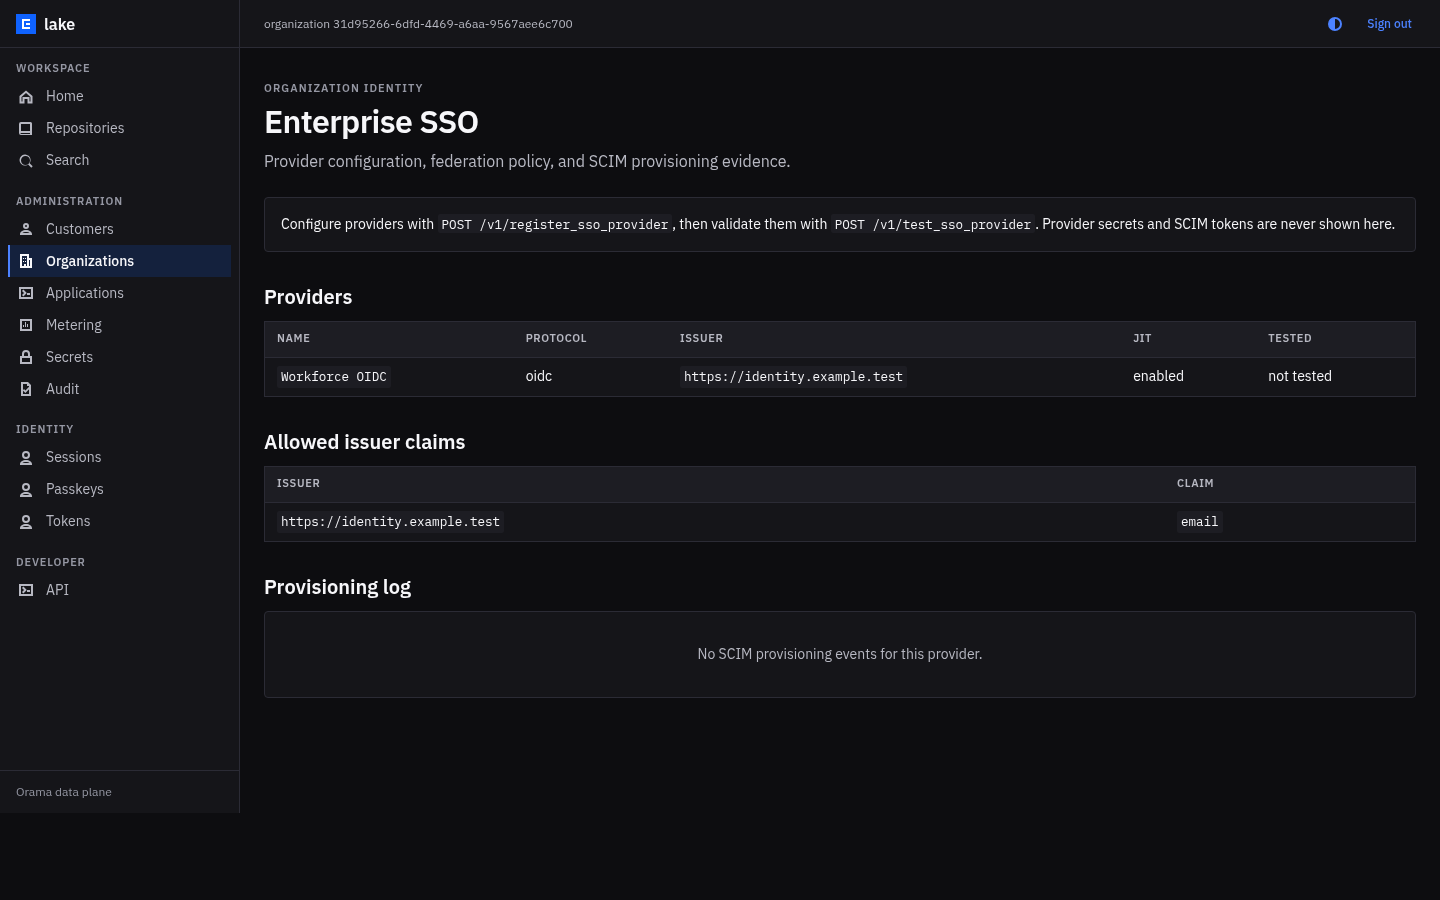 lake
organization 31d95266-6dfd-4469-a6aa-9567aee6c700
Sign out
WORKSPACE
Home
Repositories
Search
ADMINISTRATION
Customers
Organizations
Applications
Metering
Secrets
Audit
IDENTITY
Sessions
Passkeys
Tokens
DEVELOPER
API
Orama data plane
ORGANIZATION IDENTITY
Enterprise SSO
Provider configuration, federation policy, and SCIM provisioning evidence.
Configure providers with POST /v1/register_sso_provider, then validate them with POST /v1/test_sso_provider. Provider secrets and SCIM tokens are never shown here.
Providers
NAME PROTOCOL ISSUER JIT TESTED
Workforce OIDC oidc https://identity.example.test enabled not tested
Allowed issuer claims
ISSUER CLAIM
https://identity.example.test email
Provisioning log
No SCIM provisioning events for this provider.